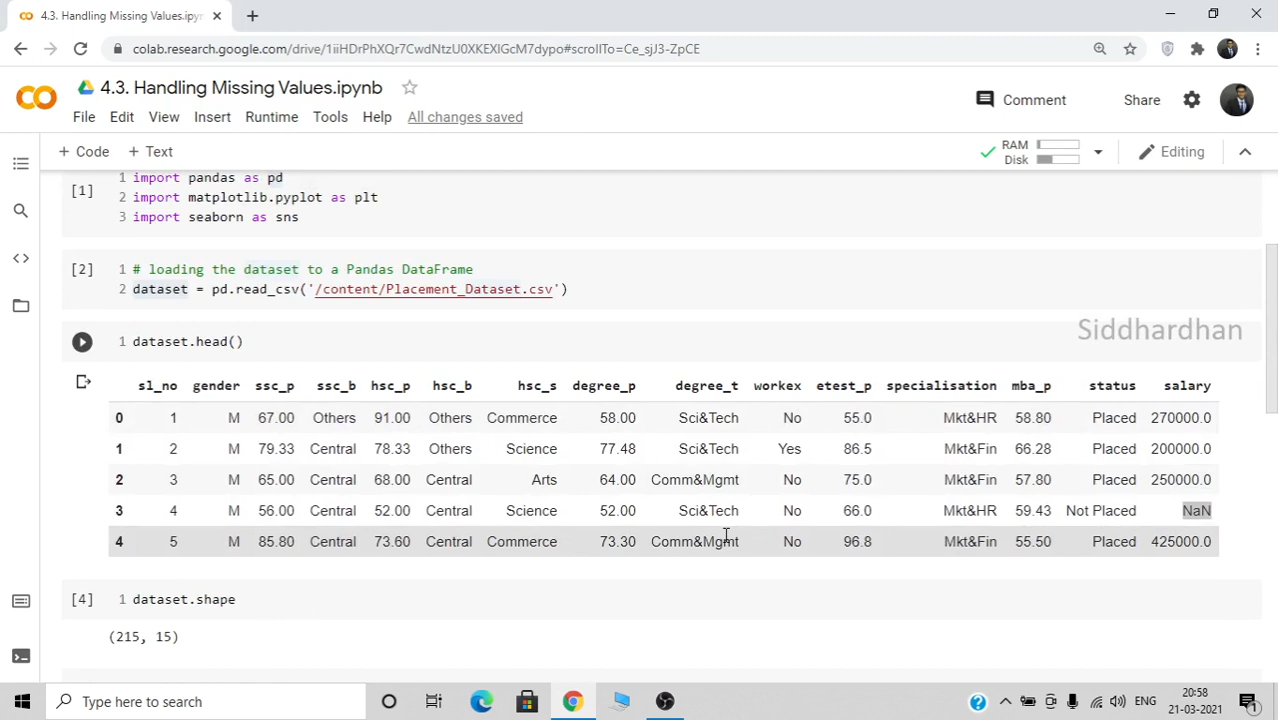 4.3. Handling Missing Values.ipyn
colab.research.google.com/drive/1iiHDrPhXQr7CwdNtzU0XKEXlGcM7dypo#scrollTo=Ce_sjJ3-ZpCE
4.3. Handling Missing Values.ipynb
Comment Share
File Edit View Insert Runtime Tools Help All changes saved
+ Code + Text RAM Disk Editing
[1] 1 import pandas as pd
2 import matplotlib.pyplot as plt
3 import seaborn as sns
[2] 1 # loading the dataset to a Pandas DataFrame
2 dataset = pd.read_csv('/content/Placement_Dataset.csv')
Siddhardhan
1 dataset.head()
sl_no gender ssc_p ssc_b hsc_p hsc_b hsc_s degree_p degree_t workex etest_p specialisation mba_p status salary
0 1 M 67.00 Others 91.00 Others Commerce 58.00 Sci&Tech No 55.0 Mkt&HR 58.80 Placed 270000.0
1 2 M 79.33 Central 78.33 Others Science 77.48 Sci&Tech Yes 86.5 Mkt&Fin 66.28 Placed 200000.0
2 3 M 65.00 Central 68.00 Central Arts 64.00 Comm&Mgmt No 75.0 Mkt&Fin 57.80 Placed 250000.0
3 4 M 56.00 Central 52.00 Central Science 52.00 Sci&Tech No 66.0 Mkt&HR 59.43 Not Placed NaN
4 5 M 85.80 Central 73.60 Central Commerce 73.30 Comm&Mgmt No 96.8 Mkt&Fin 55.50 Placed 425000.0
[4] 1 dataset.shape
(215, 15)
Type here to search
ENG
20:58
21-03-2021